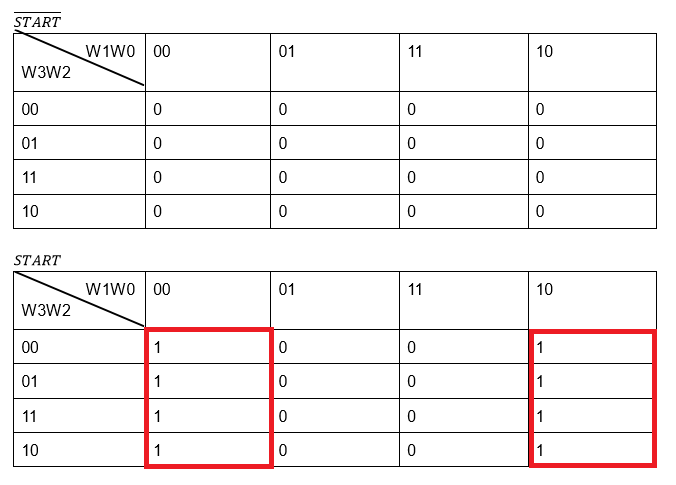 START
W1W0 00 01 11 10
W3W2
00 0 0 0 0
01 0 0 0 0
11 0 0 0 0
10 0 0 0 0
START
W1W0 00 01 11 10
W3W2
00 1 0 0 1
01 1 0 0 1
11 1 0 0 1
10 1 0 0 1